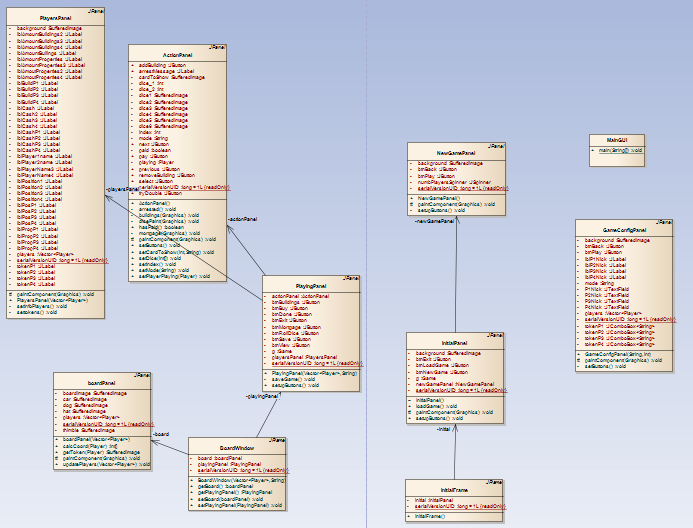 JPanel
PlayersPanel
- background :BufferedImage
- lblAmountBuildings2 :JLabel
- lblAmountBuildings3 :JLabel
- lblAmountBuildings4 :JLabel
- lblAmountBuildings :JLabel
- lblAmountProperties :JLabel
- lblAmountProperties3 :JLabel
- lblAmountProperties2 :JLabel
- lblAmountProperties4 :JLabel
- lblBuildP1 :JLabel
- lblBuildP2 :JLabel
- lblBuildP3 :JLabel
- lblBuildP4 :JLabel
- lblCash :JLabel
- lblCash2 :JLabel
- lblCash3 :JLabel
- lblCash4 :JLabel
- lblCashP1 :JLabel
- lblCashP2 :JLabel
- lblCashP3 :JLabel
- lblCashP4 :JLabel
- lblPlayer1name :JLabel
- lblPlayer2name :JLabel
- lblPlayerName3 :JLabel
- lblPlayerName4 :JLabel
- lblPosition1 :JLabel
- lblPosition2 :JLabel
- lblPosition3 :JLabel
- lblPosition4 :JLabel
- lblPosP1 :JLabel
- lblPosP2 :JLabel
- lblPosP3 :JLabel
- lblPosP4 :JLabel
- lblPropP1 :JLabel
- lblPropP2 :JLabel
- lblPropP3 :JLabel
- lblPropP4 :JLabel
- players :Vector<Player>
- serialVersionUID :long = 1L {readOnly}
- tokenP1 :JLabel
- tokenP2 :JLabel
- tokenP3 :JLabel
- tokenP4 :JLabel
# paintComponent(Graphics) :void
+ PlayersPanel(Vector<Player>)
- setInfoPlayers() :void
- setTokens() :void
JPanel
ActionPanel
+ addBuilding :JButton
- arrestMessage :JLabel
- cardToShow :BufferedImage
- dice_1 :int
- dice_2 :int
- dice1 :BufferedImage
- dice2 :BufferedImage
- dice3 :BufferedImage
- dice4 :BufferedImage
- dice5 :BufferedImage
- dice6 :BufferedImage
- index :int
- mode :String
+ next :JButton
- paid :boolean
+ pay :JButton
- playing :Player
+ previous :JButton
+ removeBuilding :JButton
+ select :JButton
- serialVersionUID :long = 1L {readOnly}
+ tryDouble :JButton
+ ActionPanel()
- arrested() :void
- buildings(Graphics) :void
- dicePaint(Graphics) :void
+ hasPaid() :boolean
- mortgage(Graphics) :void
# paintComponent(Graphics) :void
- setButtons() :void
+ setCardToShow(int,String) :void
+ setDice(int[]) :void
+ setIndex() :void
+ setMode(String) :void
+ setPlayerPlaying(Player) :void
-playersPanel
-actionPanel
JPanel
NewGamePanel
- background :BufferedImage
+ btnBack :JButton
+ btnPlay :JButton
- numbPlayersSpinner :JSpinner
- serialVersionUID :long = 1L {readOnly}
+ NewGamePanel()
# paintComponent(Graphics) :void
- setupButtons() :void
-newGamePanel
MainGUI
+ main(String[]) :void
JPanel
GameConfigPanel
- background :BufferedImage
+ btnBack :JButton
+ btnPlay :JButton
- lblP1Nick :JLabel
- lblP2Nick :JLabel
- lblP3Nick :JLabel
- lblP4Nick :JLabel
- mode :String
- P1Nick :JTextField
- P2Nick :JTextField
- P3Nick :JTextField
- P4Nick :JTextField
- players :Vector<Player>
- serialVersionUID :long = 1L {readOnly}
- tokenP1 :JComboBox<String>
- tokenP2 :JComboBox<String>
- tokenP3 :JComboBox<String>
- tokenP4 :JComboBox<String>
+ GameConfigPanel(String,int)
# paintComponent(Graphics) :void
- setButtons() :void
JPanel
PlayingPanel
- actionPanel :ActionPanel
- btnBuildings :JButton
- btnBuy :JButton
- btnDone :JButton
- btnExit :JButton
- btnMortgage :JButton
- btnRollDice :JButton
- btnSave :JButton
- btnView :JButton
- g :Game
- playersPanel :PlayersPanel
- serialVersionUID :long = 1L {readOnly}
+ PlayingPanel(Vector<Player>,String)
- saveGame() :void
- setupButtons() :void
-playingPanel
JPanel
InitialPanel
- background :BufferedImage
- btnExit :JButton
- btnLoadGame :JButton
- btnNewGame :JButton
- g :Game
- newGamePanel :NewGamePanel
- serialVersionUID :long = 1L {readOnly}
+ InitialPanel()
- loadGame() :void
# paintComponent(Graphics) :void
- setupButtons() :void
-initial
JPanel
boardPanel
- boardImage :BufferedImage
- car :BufferedImage
- dog :BufferedImage
- hat :BufferedImage
- players :Vector<Player>
- serialVersionUID :long = 1L {readOnly}
- thimble :BufferedImage
+ boardPanel(Vector<Player>)
- calcCoord(Player) :int[]
- getToken(Player) :BufferedImage
# paintComponent(Graphics) :void
+ updatePlayers(Vector<Player>) :void
-board
JFrame
BoardWindow
- board :boardPanel
- playingPanel :PlayingPanel
- serialVersionUID :long = 1L {readOnly}
+ BoardWindow(Vector<Player>,String)
+ getBoard() :boardPanel
+ getPlayingPanel() :PlayingPanel
+ setBoard(boardPanel) :void
+ setPlayingPanel(PlayingPanel) :void
JFrame
InitialFrame
- initial :InitialPanel
- serialVersionUID :long = 1L {readOnly}
+ InitialFrame()